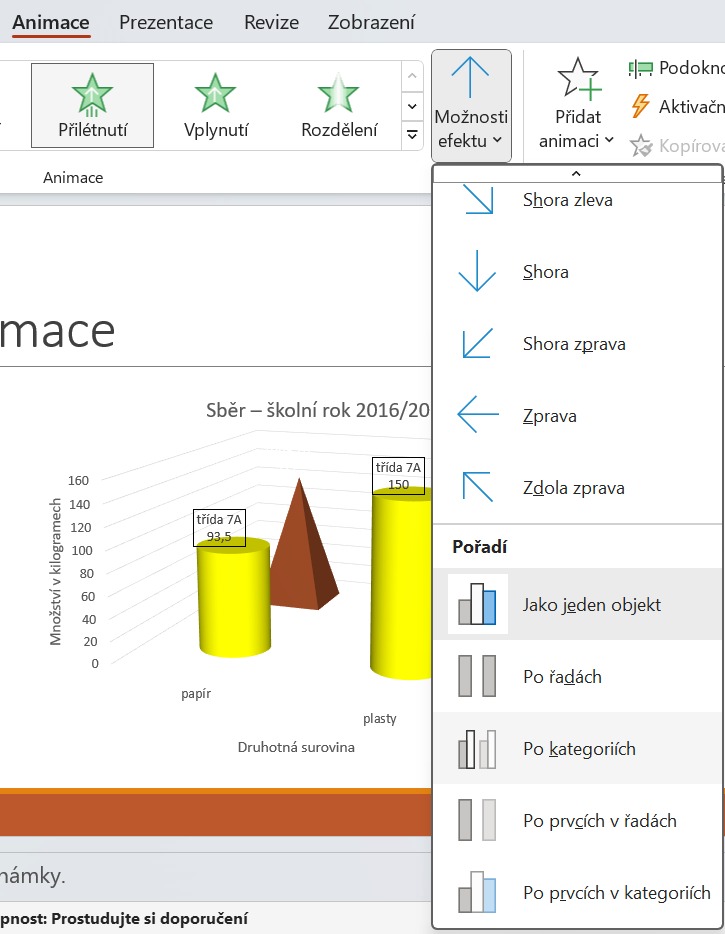 Animace Prezentace Revize Zobrazení
Přilétnutí Vplynutí Rozdělení
Možnosti
efektu
Přidat
animaci
Podokno
Aktivačn
Kopírova
Animace
Shora zleva
Shora
Shora zprava
Zprava
Zdola zprava
Pořadí
Jako jeden objekt
Po řadách
Po kategoriích
Po prvcích v řadách
Po prvcích v kategoriích
mace
Sběr – školní rok 2016/20
Množství v kilogramech
160
140
120
100
80
60
40
20
0
třída 7A
93,5
třída 7A
150
papír
plasty
Druhotná surovina
námky.
pnost: Prostudujte si doporučení